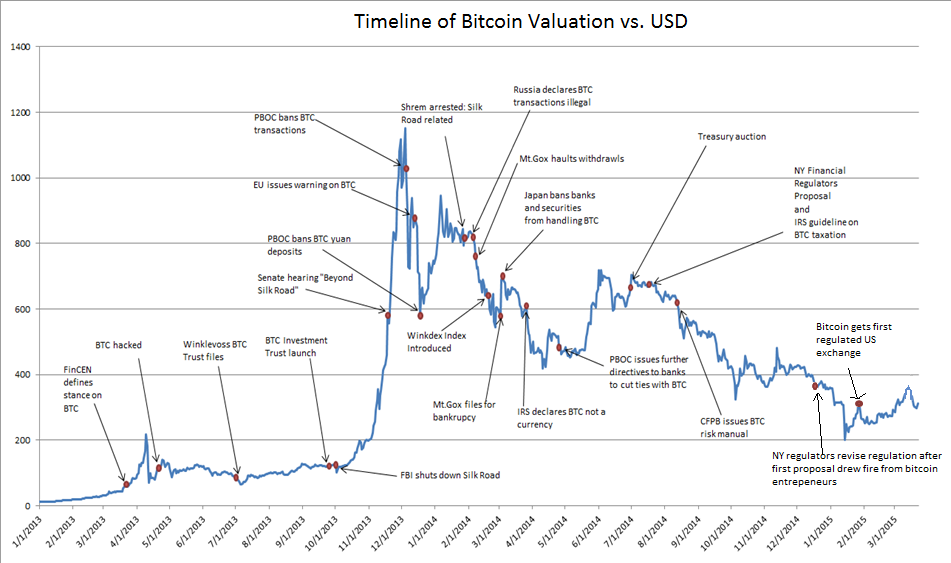 Timeline of Bitcoin Valuation vs. USD
1400
1200
1000
800
600
400
200
0
PBOC bans BTC
transactions
EU issues warning on BTC
PBOC bans BTC yuan
deposits
Senate hearing "Beyond
Silk Road"
BTC hacked
Winklevoss BTC
Trust files
BTC Investment
Trust launch
FinCEN
defines
stance on
BTC
FBI shuts down Silk Road
Shrem arrested: Silk
Road related
Russia declares BTC
transactions illegal
Mt.Gox haults withdrawls
Japan bans banks
and securities
from handling BTC
Winkdex Index
Introduced
Mt.Gox files for
bankrupcy
IRS declares BTC not a
currency
PBOC issues further
directives to banks
to cut ties with BTC
Treasury auction
NY Financial
Regulators
Proposal
and
IRS guideline on
BTC taxation
CFPB issues BTC
risk manual
Bitcoin gets first
regulated US
exchange
NY regulators revise regulation after
first proposal drew fire from bitcoin
entrepeneurs
1/1/2013
2/1/2013
3/1/2013
4/1/2013
5/1/2013
6/1/2013
7/1/2013
8/1/2013
9/1/2013
10/1/2013
11/1/2013
12/1/2013
1/1/2014
2/1/2014
3/1/2014
4/1/2014
5/1/2014
6/1/2014
7/1/2014
8/1/2014
9/1/2014
10/1/2014
11/1/2014
12/1/2014
1/1/2015
2/1/2015
3/1/2015